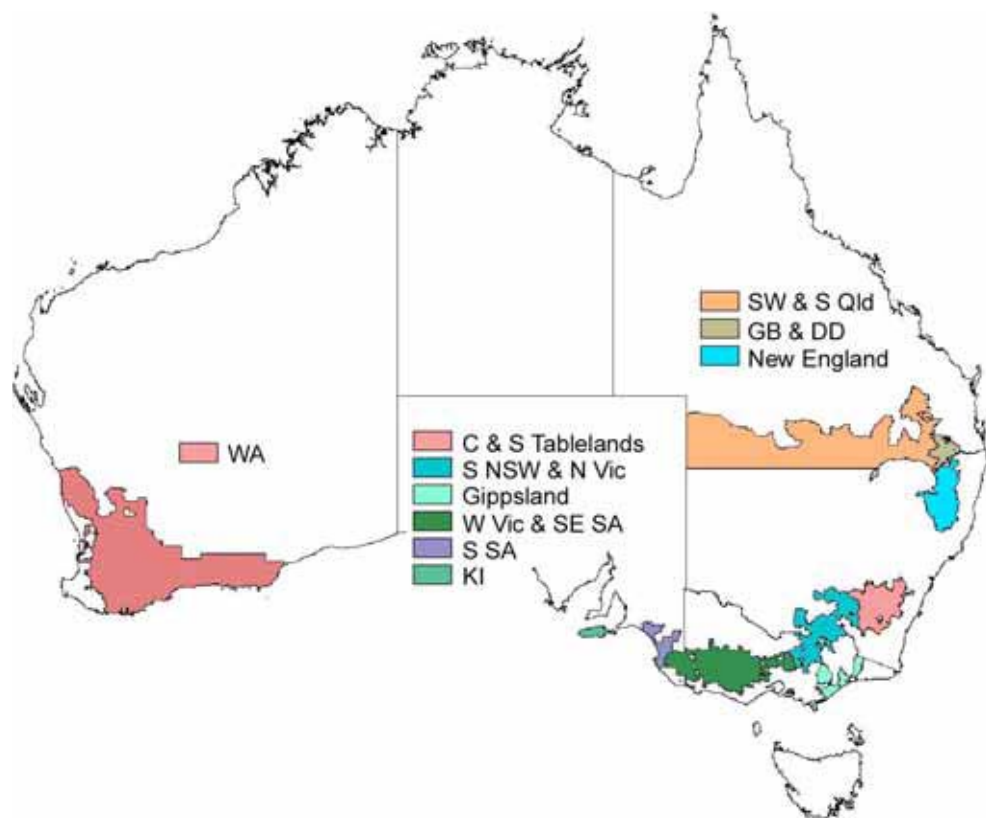 SW & S Qld
GB & DD
New England
WA
C & S Tablelands
S NSW & N Vic
Gippsland
W Vic & SE SA
S SA
KI